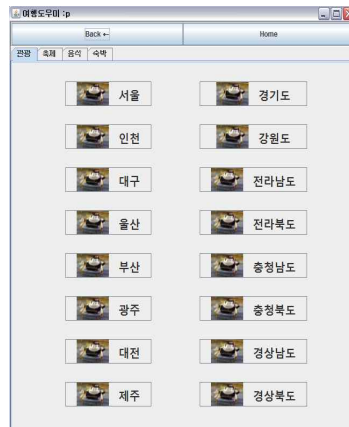 여행도우미 :p
Back ← Home
관광 축제 음식 숙박
서울 경기도
인천 강원도
대구 전라남도
울산 전라북도
부산 충청남도
광주 충청북도
대전 경상남도
제주 경상북도